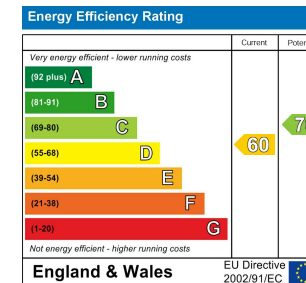 Energy Efficiency Rating
Current
Very energy efficient - lower running costs
(92 plus) A
(81-91) B
(69-80) C
(55-68) D
60
(39-54) E
(21-38) F
(1-20) G
Not energy efficient - higher running costs
England & Wales
EU Directive
2002/91/EC